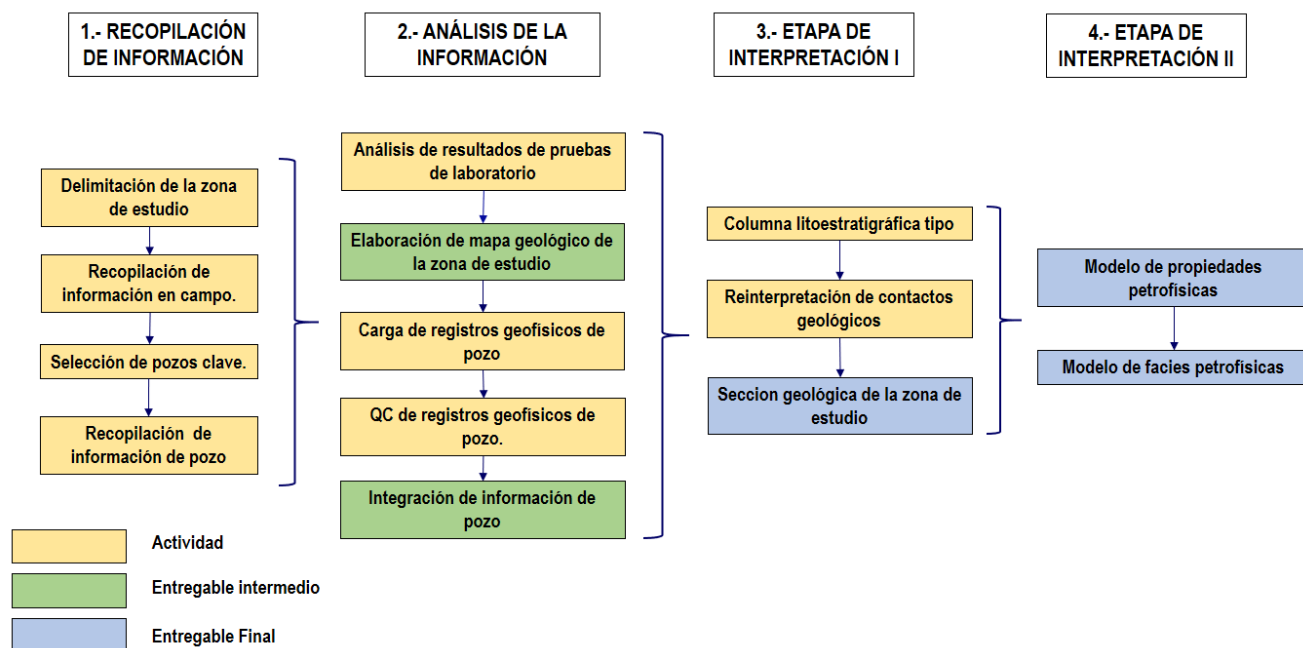 1.- RECOPILACIÓN
DE INFORMACIÓN
2.- ANÁLISIS DE LA
INFORMACIÓN
3.- ETAPA DE
INTERPRETACIÓN I
4.- ETAPA DE
INTERPRETACIÓN II
Delimitación de la zona
de estudio
Recopilación de
información en campo.
Selección de pozos clave.
Recopilación de
información de pozo
Análisis de resultados de pruebas
de laboratorio
Elaboración de mapa geológico de
la zona de estudio
Carga de registros geofísicos de
pozo
QC de registros geofísicos de
pozo.
Integración de información de
pozo
Columna litoestratigráfica tipo
Reinterpretación de contactos
geológicos
Seccion geológica de la zona de
estudio
Modelo de propiedades
petrofísicas
Modelo de facies petrofísicas
Actividad
Entregable intermedio
Entregable Final